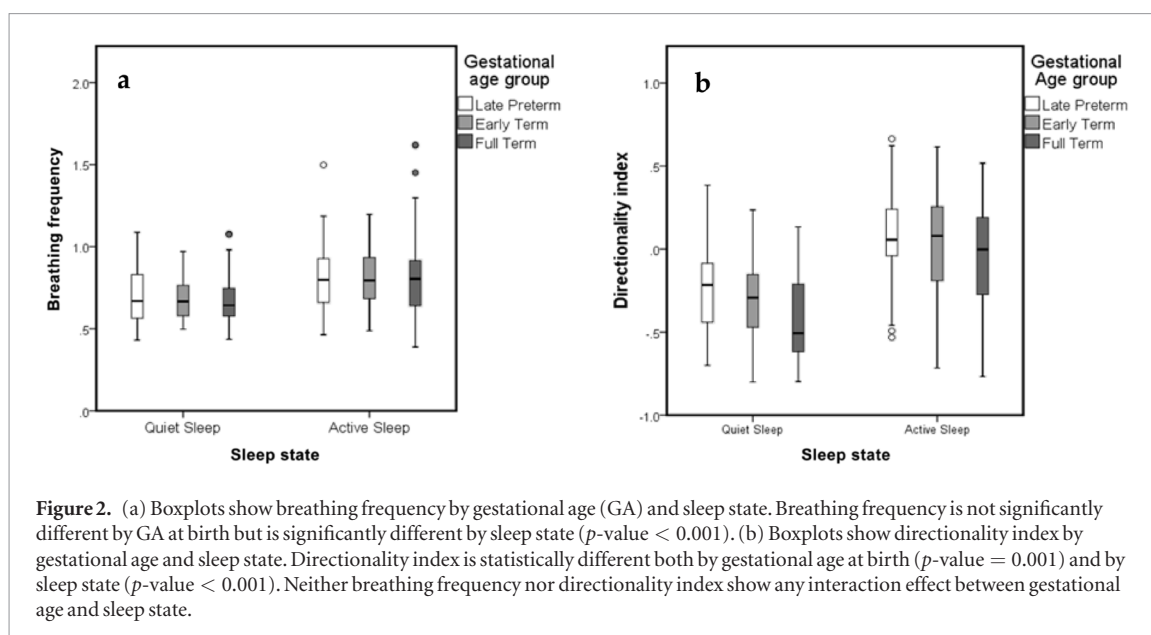 a
Gestational
age group
Late Preterm
Early Term
Full Term
2.0
1.5
1.0
.5
.0
Breathing frequency
Quiet Sleep
Active Sleep
Sleep state
b
Gestational
Age group
Late Preterm
Early Term
Full Term
1.0
.5
.0
-.5
-1.0
Directionality index
Quiet Sleep
Active Sleep
Sleep state
Figure 2. (a) Boxplots show breathing frequency by gestational age (GA) and sleep state. Breathing frequency is not significantly
different by GA at birth but is significantly different by sleep state (p-value < 0.001). (b) Boxplots show directionality index by
gestational age and sleep state. Directionality index is statistically different both by gestational age at birth (p-value = 0.001) and by
sleep state (p-value < 0.001). Neither breathing frequency nor directionality index show any interaction effect between gestational
age and sleep state.